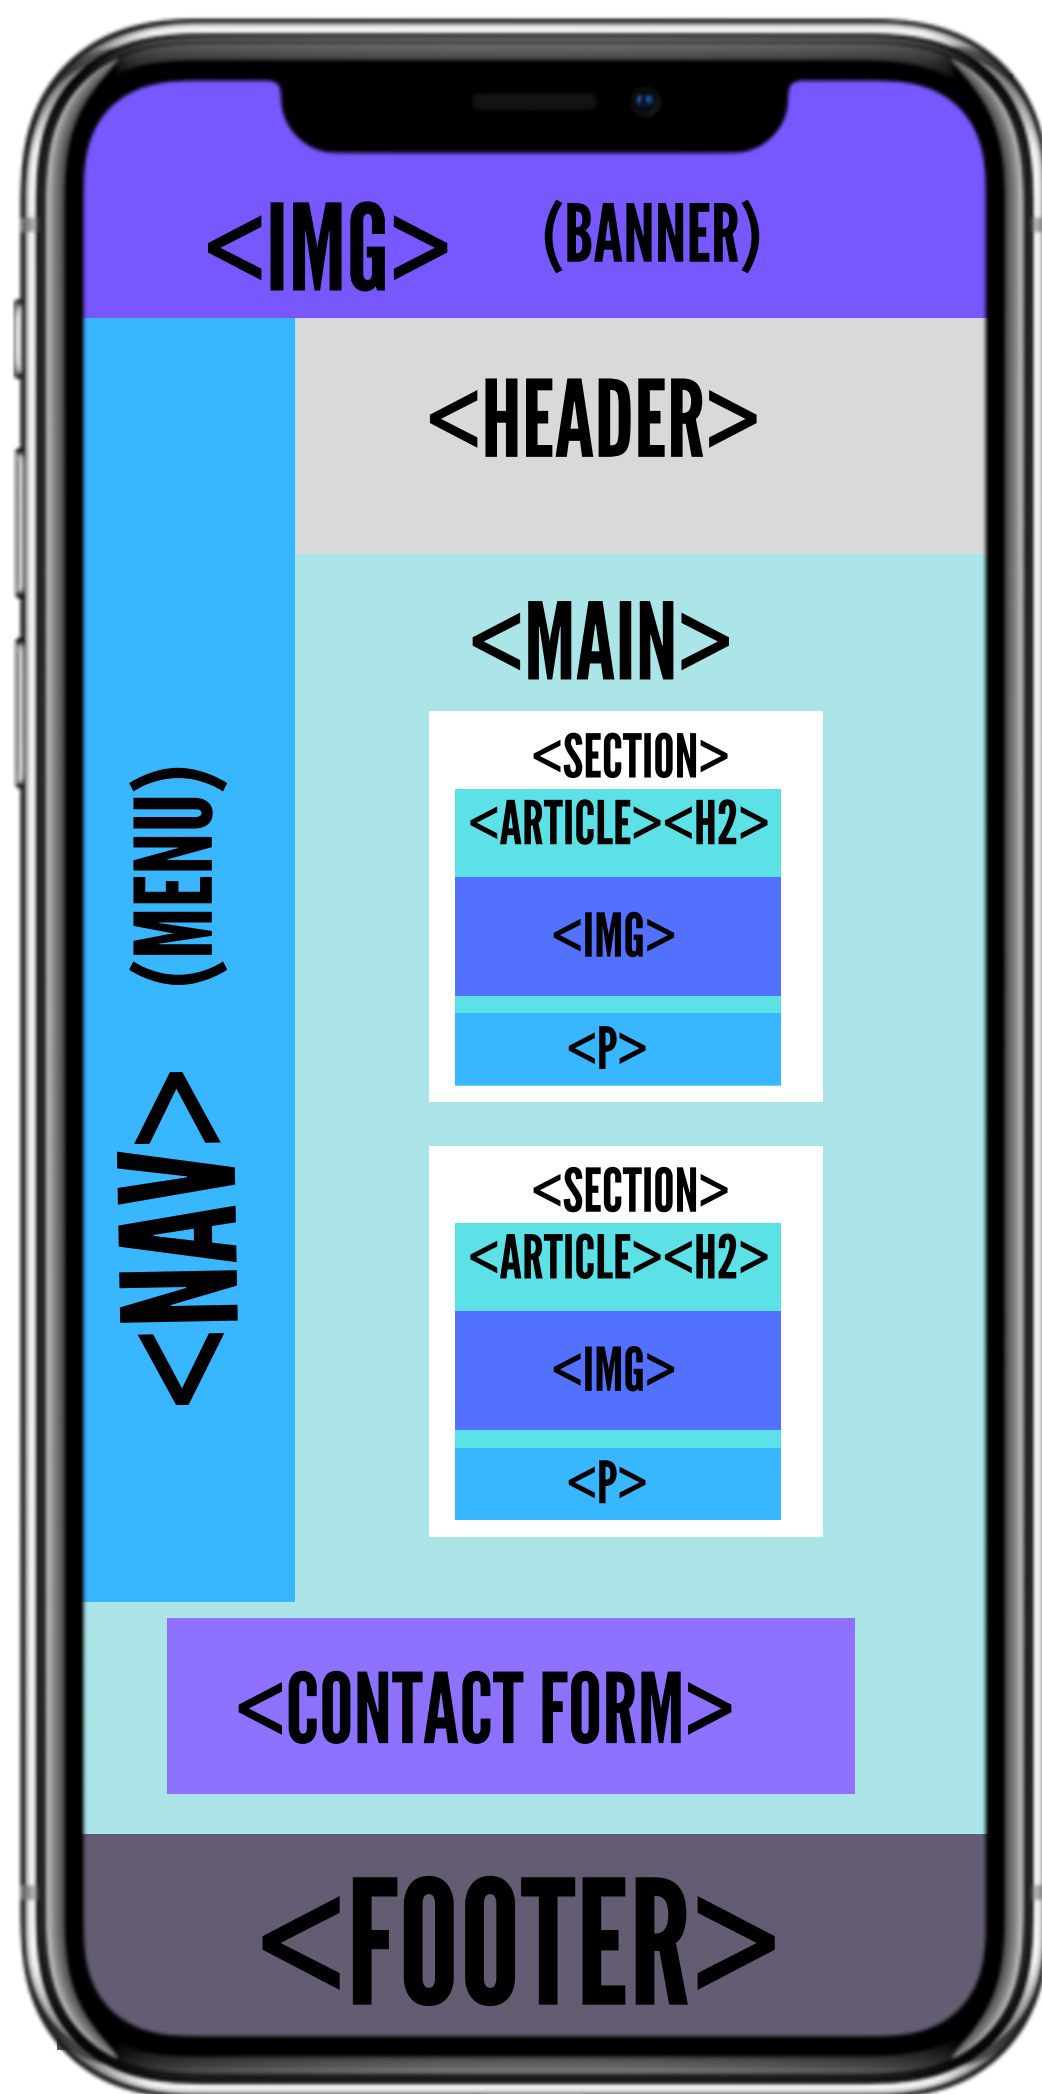 <IMG> (BANNER)
<HEADER>
<NAV> (MENU)
<MAIN>
<SECTION>
<ARTICLE><H2>
<IMG>
<P>
<SECTION>
<ARTICLE><H2>
<IMG>
<P>
<CONTACT FORM>
<FOOTER>